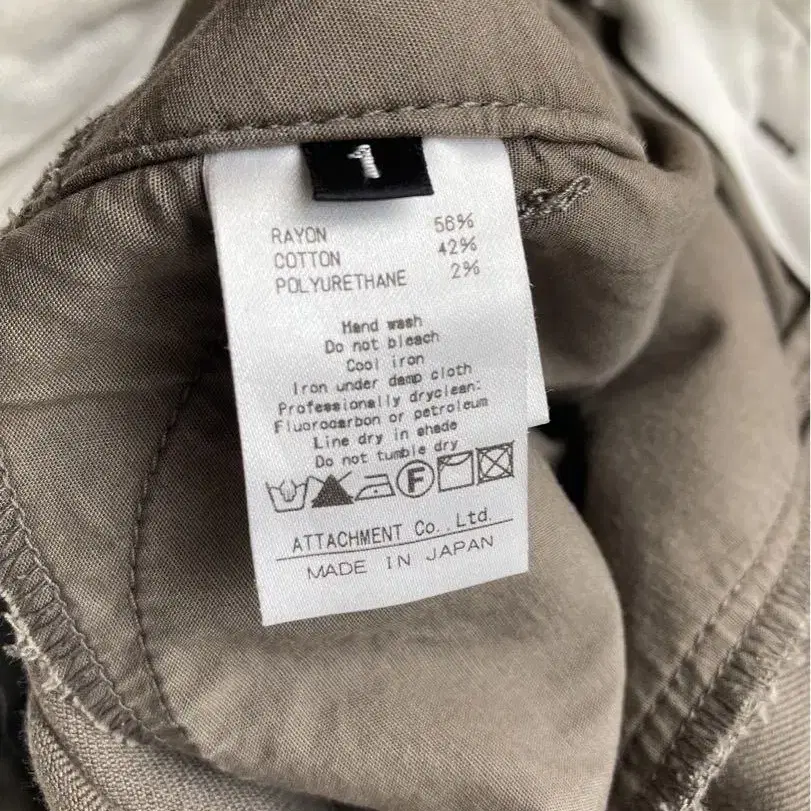 1
RAYON 56%
COTTON 42%
POLYURETHANE 2%
Hand wash
Do not bleach
Cool iron
Iron under damp cloth
Professionally dryclean:
Fluorocarbon or petroleum
Line dry in shade
Do not tumble dry
F
ATTACHMENT Co.,Ltd.
MADE IN JAPAN